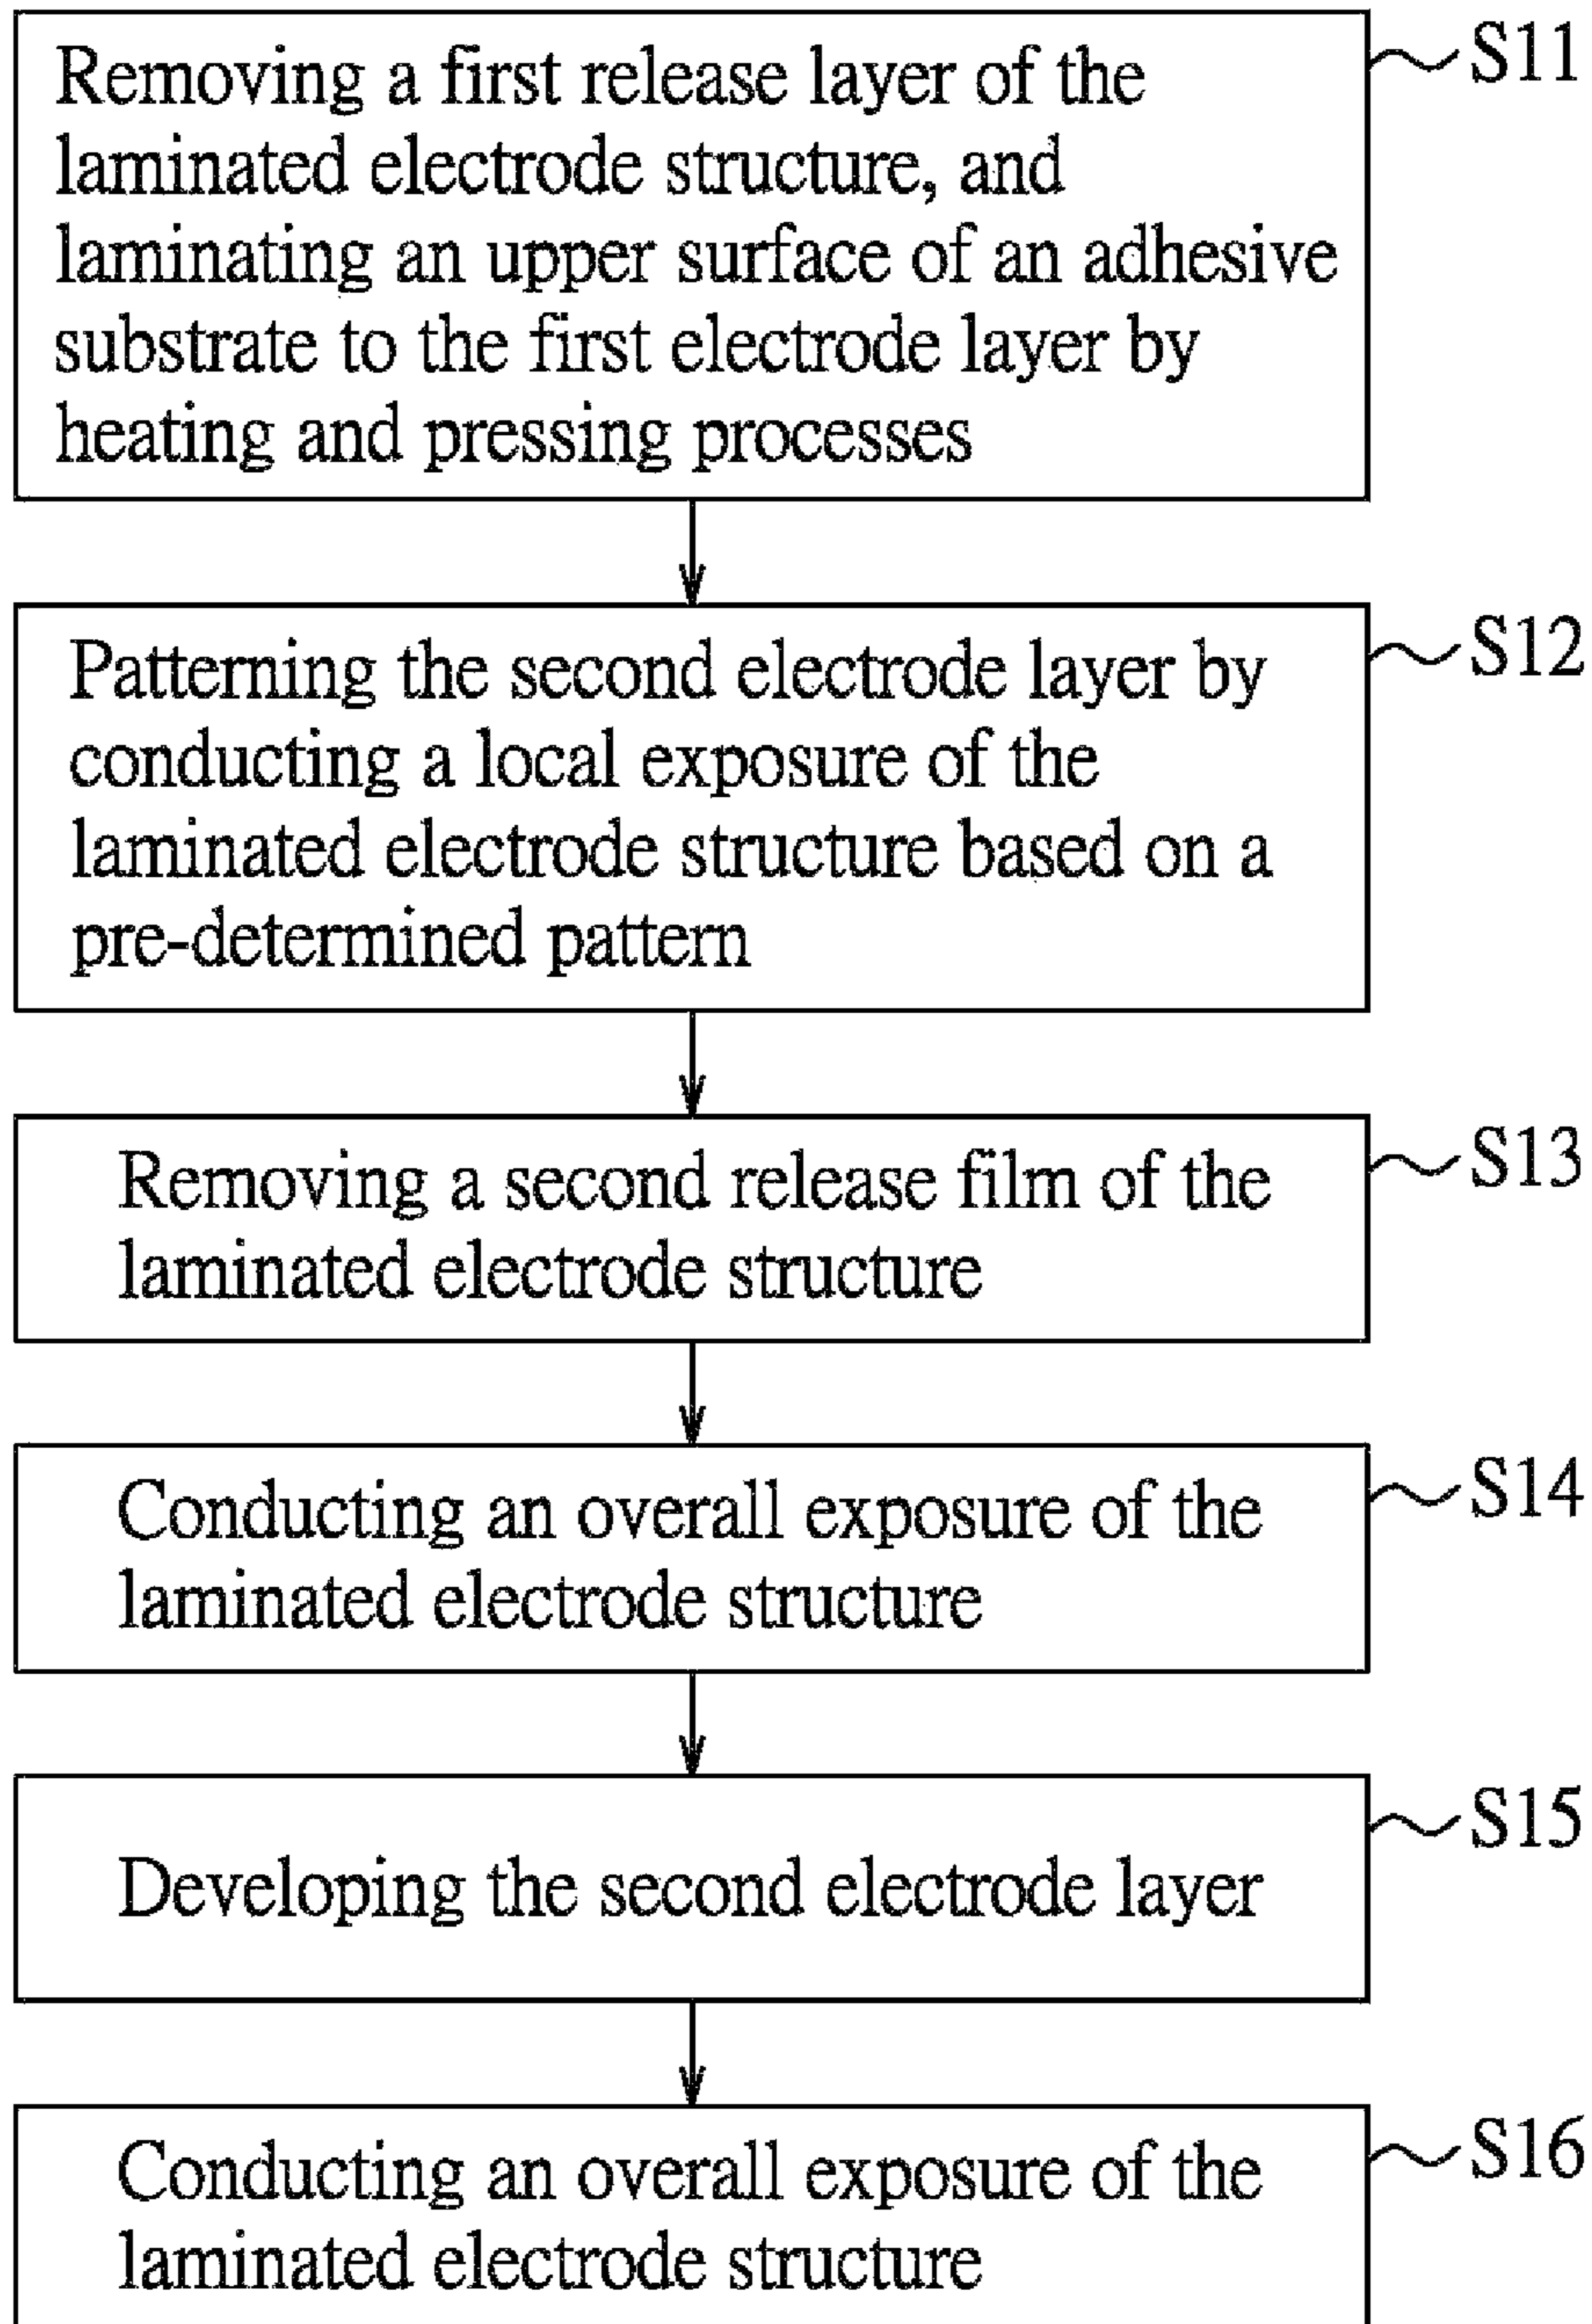 Removing a first release layer of the
laminated electrode structure, and
laminating an upper surface of an adhesive
substrate to the first electrode layer by
heating and pressing processes
S11
Patterning the second electrode layer by
conducting a local exposure of the
laminated electrode structure based on a
pre-determined pattern
S12
Removing a second release film of the
laminated electrode structure
S13
Conducting an overall exposure of the
laminated electrode structure
S14
Developing the second electrode layer
S15
Conducting an overall exposure of the
laminated electrode structure
S16